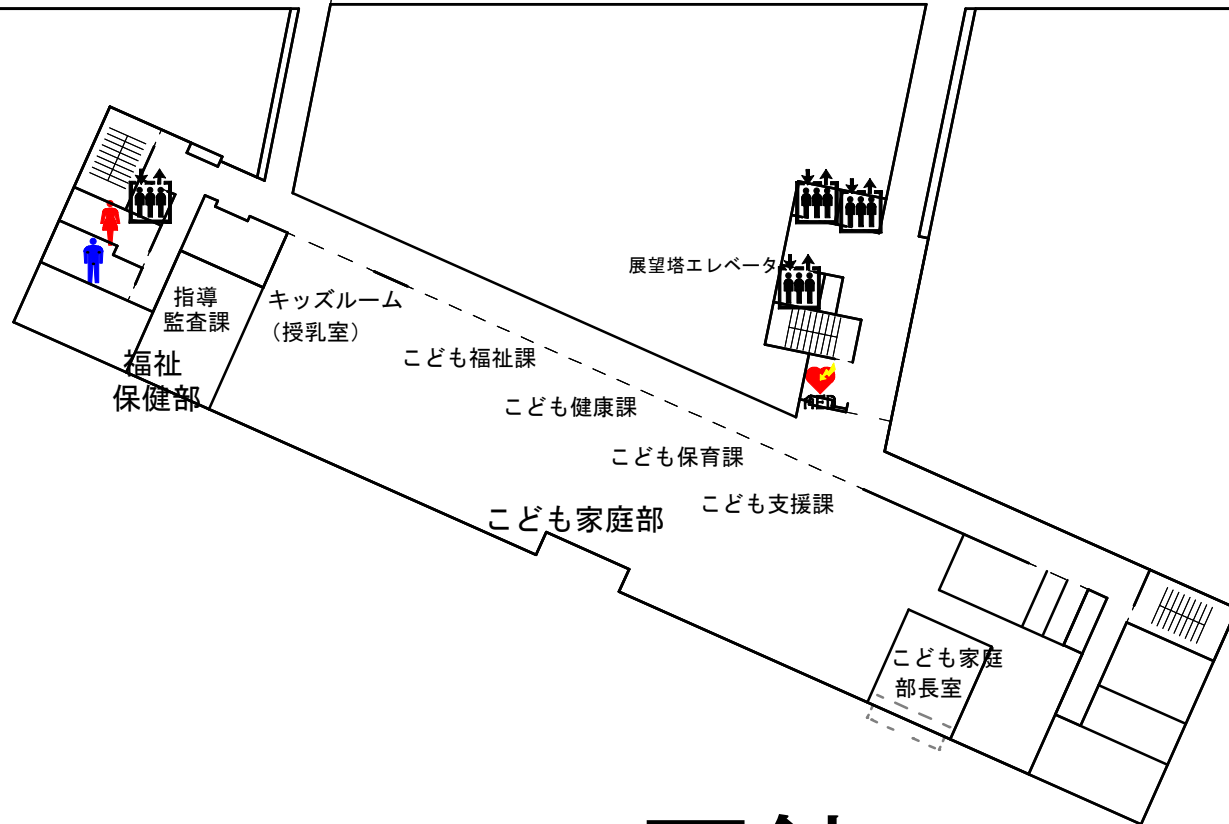 展望塔エレベータ
指導
監査課
キッズルーム
（授乳室）
福祉
保健部
こども福祉課
こども健康課
AED
こども保育課
こども支援課
こども家庭部
こども家庭
部長室